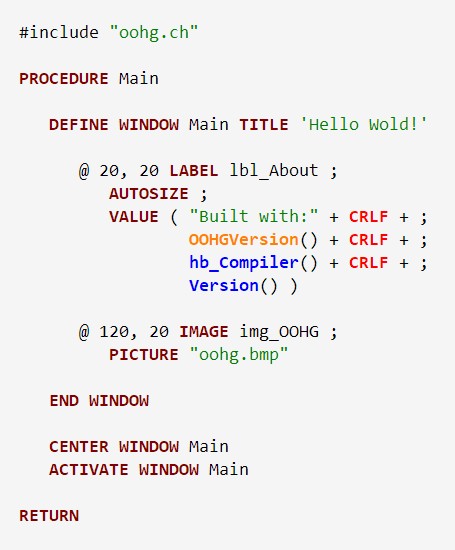 #include "oohg.ch"
PROCEDURE Main
DEFINE WINDOW Main TITLE 'Hello Wold!'
@ 20, 20 LABEL lbl_About ;
AUTOSIZE ;
VALUE ( "Built with:" + CRLF + ;
OOHGVersion() + CRLF + ;
hb_Compiler() + CRLF + ;
Version() )
@ 120, 20 IMAGE img_OOHG ;
PICTURE "oohg.bmp"
END WINDOW
CENTER WINDOW Main
ACTIVATE WINDOW Main
RETURN